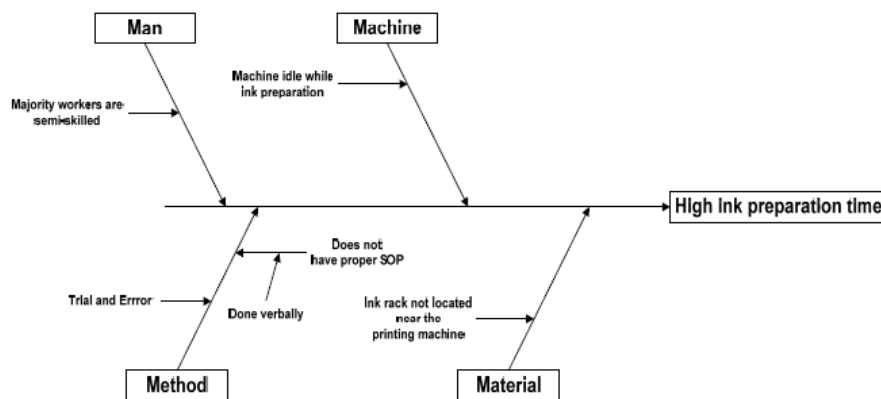 Man
Machine
Machine idle while
ink preparation
Majority workers are
semi-skilled
High ink preparation time
Does not
have proper SOP
Trial and Errror
Done verbally
Ink rack not located
near the
printing machine
Method
Material